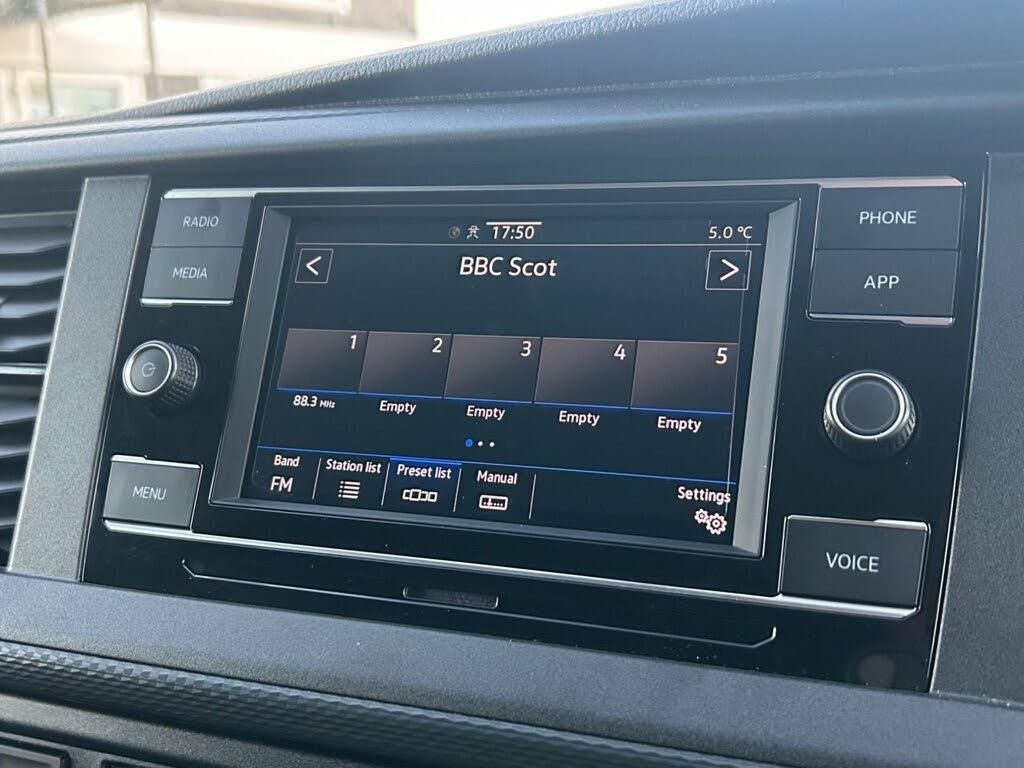 RADIO
MEDIA
MENU
17:50
5.0 °C
<
BBC Scot
>
1
2
3
4
5
88.3 MHz
Empty
Empty
Empty
Empty
Band
FM
Station list
Preset list
Manual
Settings
PHONE
APP
VOICE